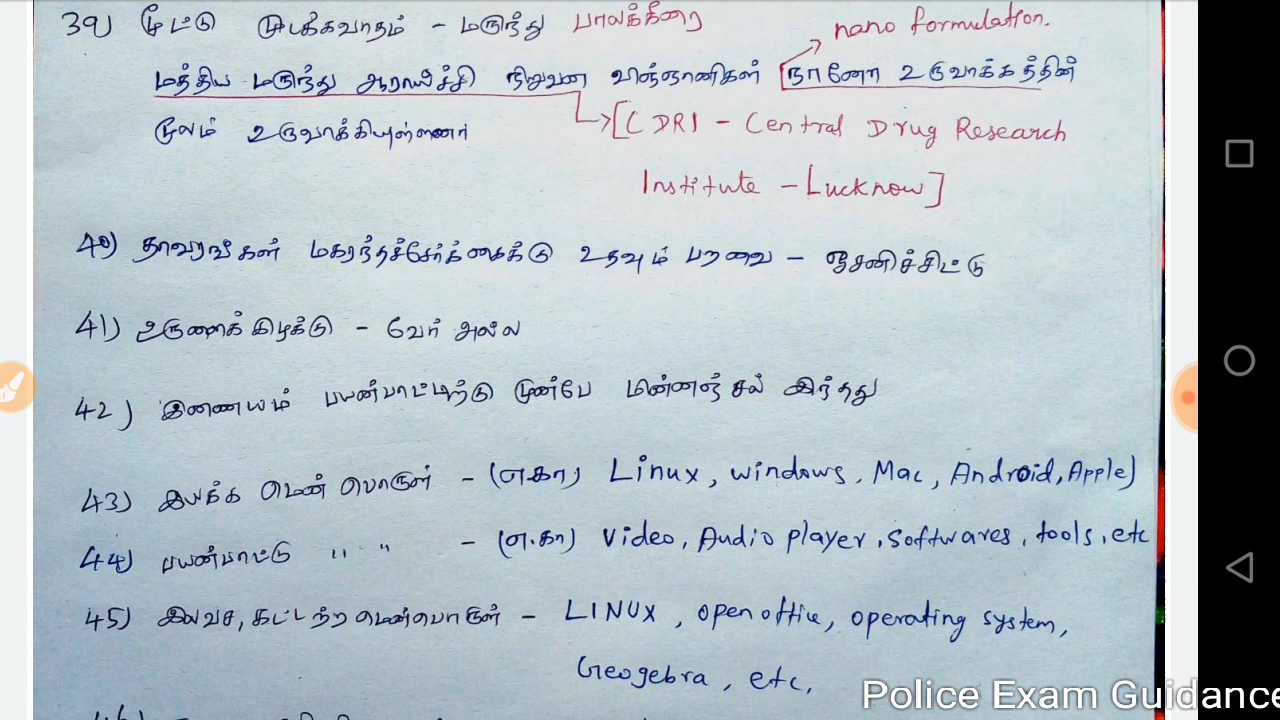 39) மூட்டு முடக்குவாதம் - மருந்து பாலக்கீரை
nano formulation.
மத்திய மருந்து ஆராய்ச்சி நிறுவன விஞ்ஞானிகள் [நானோ உருவாக்கத்தின்
மூலம் உருவாக்கியுள்ளனர்
[CDRI - Central Drug Research
Institute - Lucknow]
40) தாவரங்கள் மகரந்தச்சேர்க்கைக்கு உதவும் பறவை - ஓசனிச்சிட்டு
41) உருளைக்கிழக்கு - வேர் அல்ல
42) இணையம் பயன்பாட்டிற்கு முன்பே மின்னஞ்சல் இருந்தது
43) இயக்க மென்பொருள் - (எ.கா) Linux, windows, Mac, Android, Apple)
44) பயன்பாட்டு " " - (எ.கா) Video, Audio player, Softwares, tools, etc
45) இலவச, கட்டற்ற மென்பொருள் - LINUX, open office, operating system,
Geogebra, etc.
Police Exam Guidance